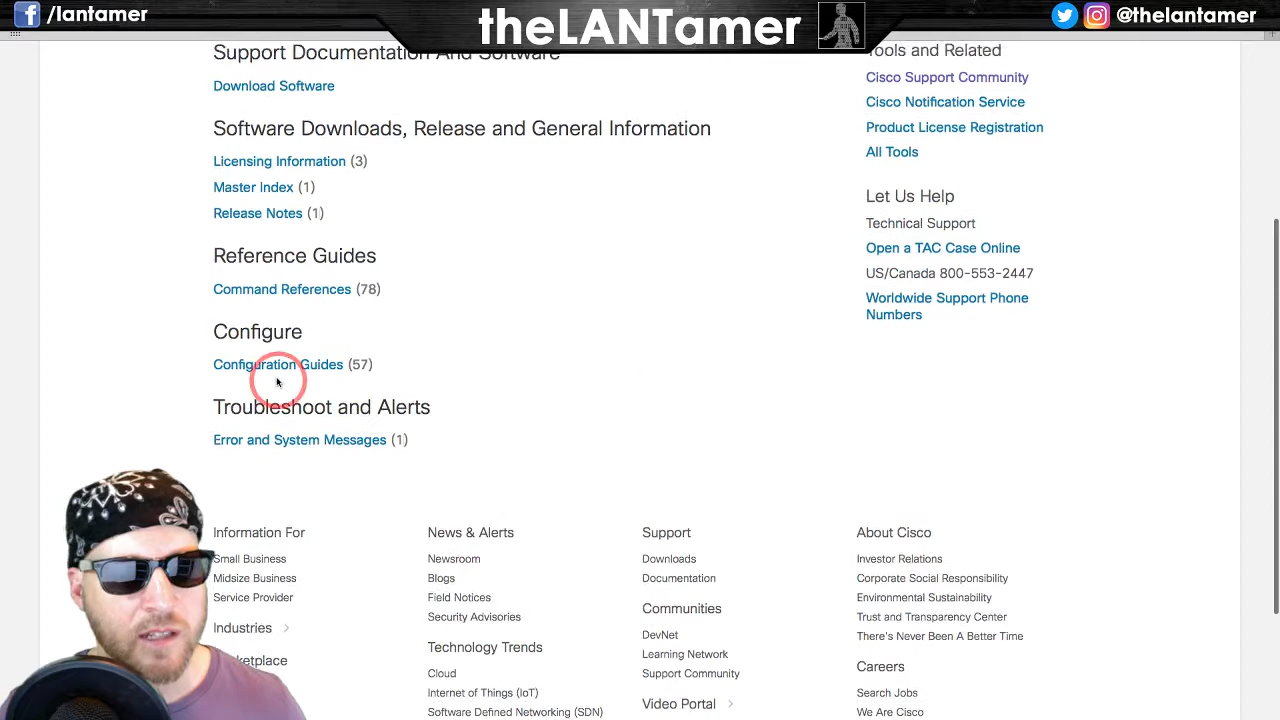 /lantamer
theLANTamer
@thelantamer
Support Documentation And Software
Download Software
Software Downloads, Release and General Information
Licensing Information (3)
Master Index (1)
Release Notes (1)
Reference Guides
Command References (78)
Configure
Configuration Guides (57)
Troubleshoot and Alerts
Error and System Messages (1)
Tools and Related
Cisco Support Community
Cisco Notification Service
Product License Registration
All Tools
Let Us Help
Technical Support
Open a TAC Case Online
US/Canada 800-553-2447
Worldwide Support Phone
Numbers
Information For
Small Business
Midsize Business
Service Provider
Industries
News & Alerts
Newsroom
Blogs
Field Notices
Security Advisories
Technology Trends
Cloud
Internet of Things (IoT)
Software Defined Networking (SDN)
Support
Downloads
Documentation
Communities
DevNet
Learning Network
Support Community
Video Portal
About Cisco
Investor Relations
Corporate Social Responsibility
Environmental Sustainability
Trust and Transparency Center
There's Never Been A Better Time
Careers
Search Jobs
We Are Cisco